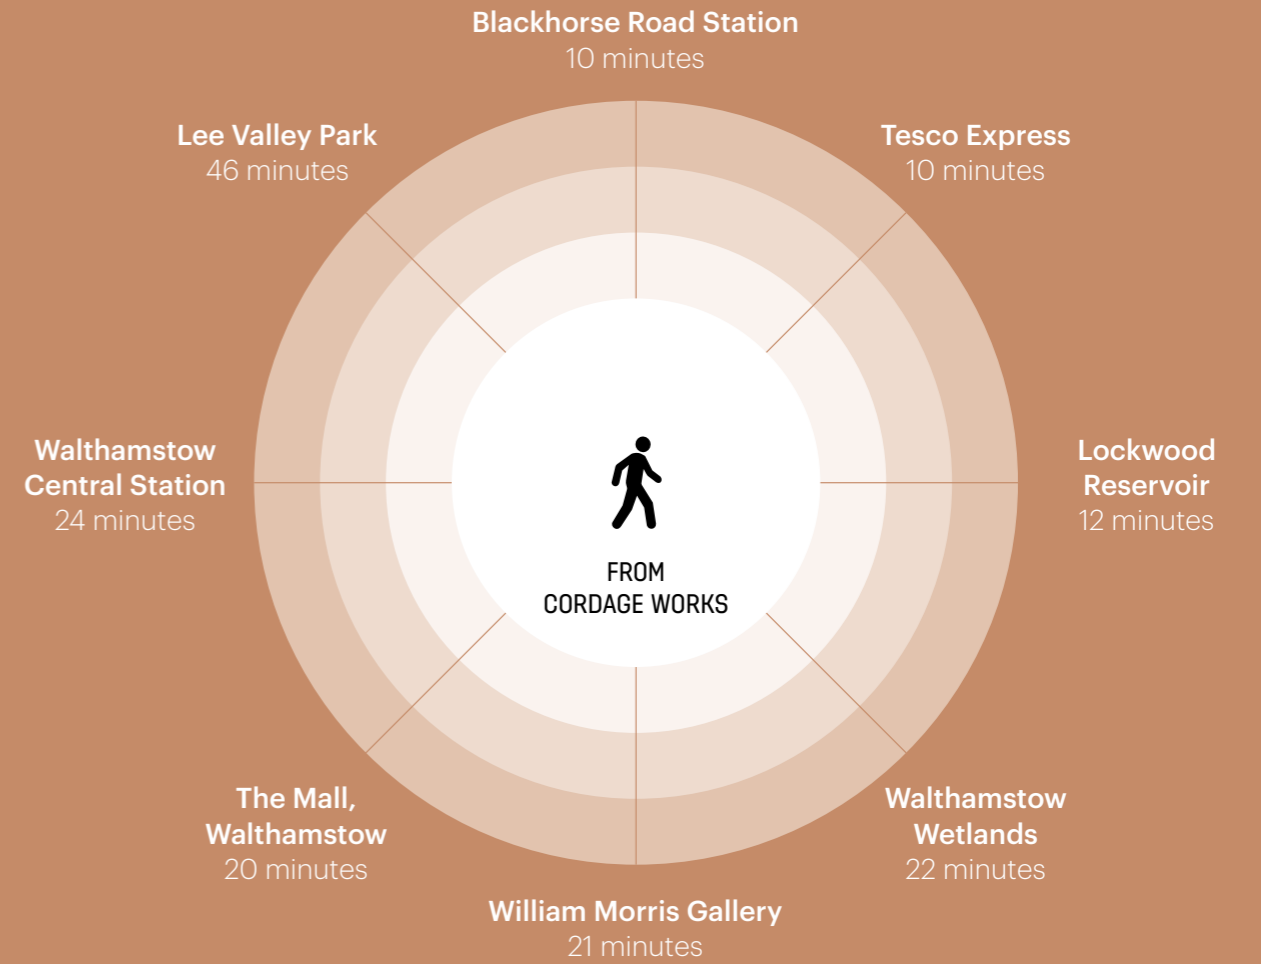 Blackhorse Road Station
10 minutes
Lee Valley Park
46 minutes
Tesco Express
10 minutes
Walthamstow
Central Station
24 minutes
Lockwood
Reservoir
12 minutes
FROM
CORDAGE WORKS
The Mall,
Walthamstow
20 minutes
Walthamstow
Wetlands
22 minutes
William Morris Gallery
21 minutes